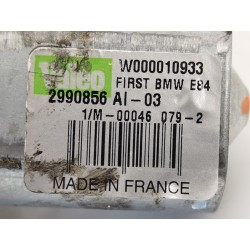 Valeo
W000010933
FIRST BMW E84
2990856 AI-03
1/M-00046 079-2
MADE IN FRANCE